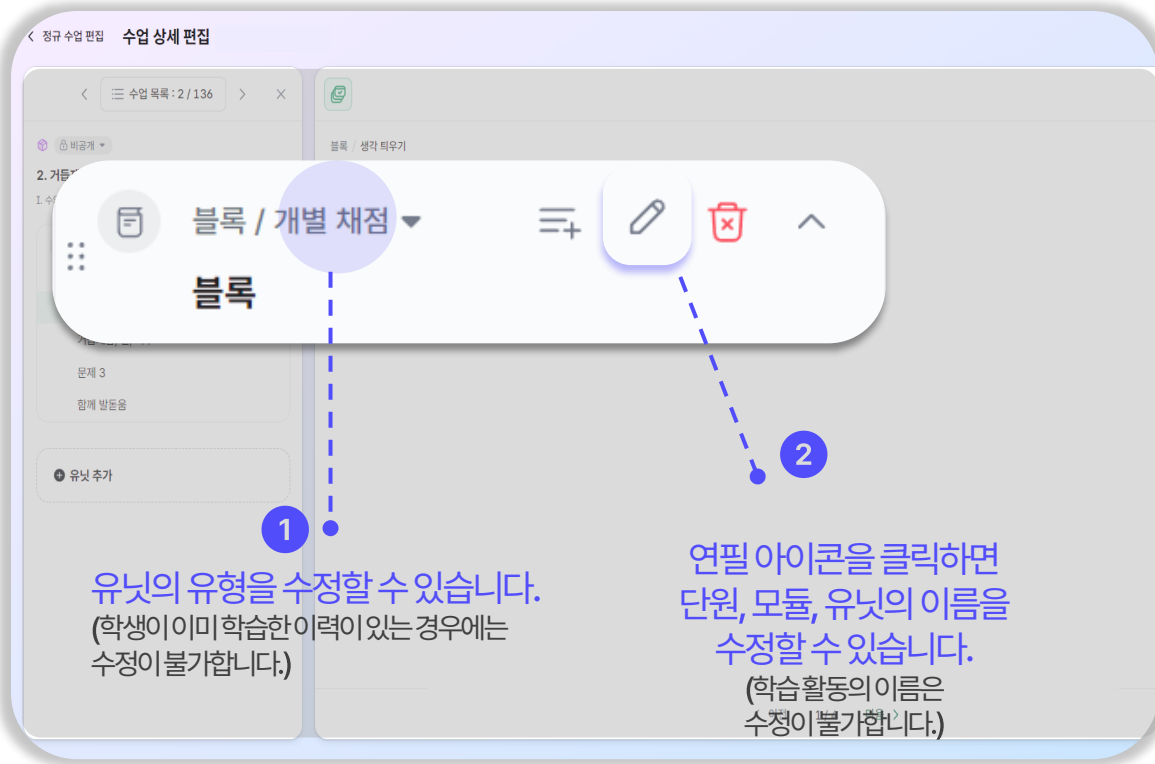 정규 수업 편집 수업 상세 편집
수업 목록 : 2 / 136
비공개
블록 / 생각 틔우기
2. 거듭
블록 / 개별 채점
블록
문제 3
함께 발돋움
유닛 추가
1
유닛의 유형을 수정할 수 있습니다.
(학생이 이미 학습한 이력이 있는 경우에는
수정이 불가합니다.)
2
연필 아이콘을 클릭하면
단원, 모듈, 유닛의 이름을
수정할 수 있습니다.
(학습 활동의 이름은
수정이 불가합니다.)